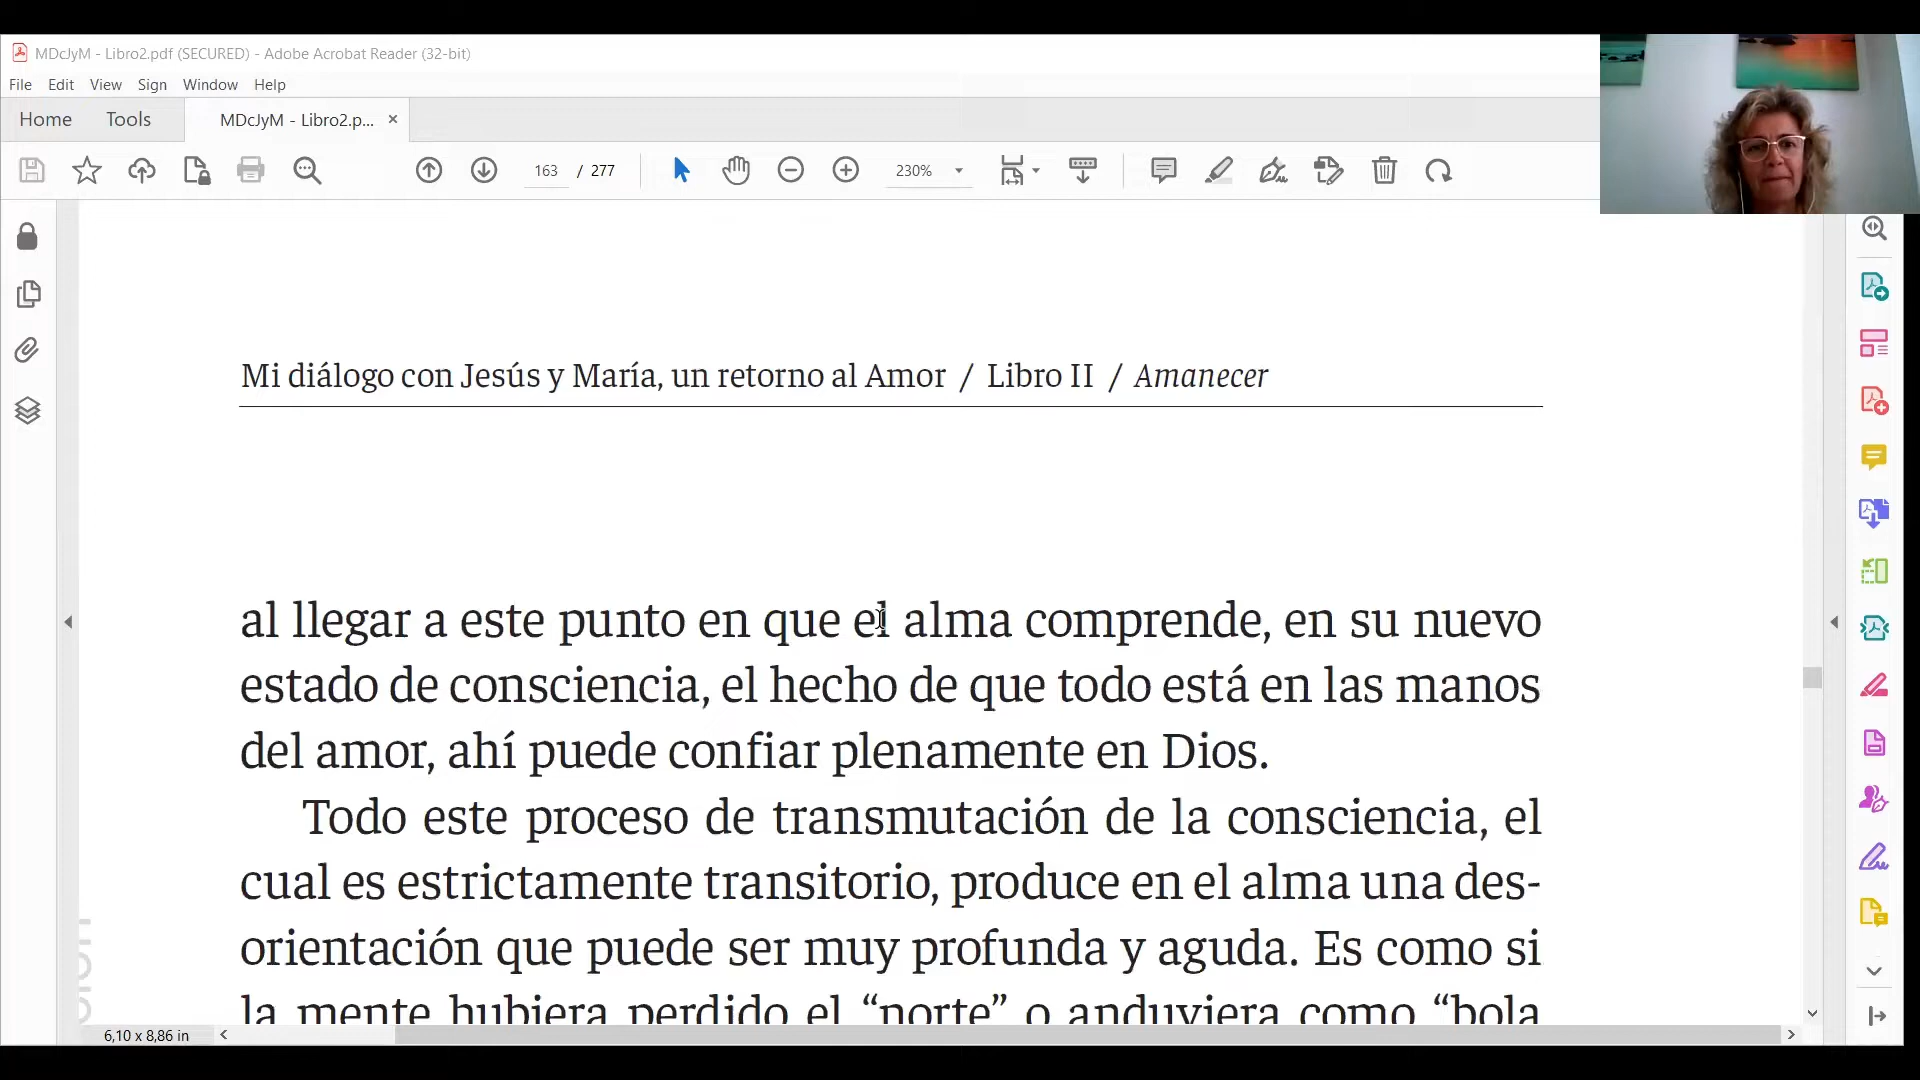 MDcJyM - Libro2.pdf (SECURED) - Adobe Acrobat Reader (32-bit)
File Edit View Sign Window Help
Home Tools MDcJyM - Libro2.p... ×
163 / 277 230%
Mi diálogo con Jesús y María, un retorno al Amor / Libro II / Amanecer
al llegar a este punto en que el alma comprende, en su nuevo
estado de consciencia, el hecho de que todo está en las manos
del amor, ahí puede confiar plenamente en Dios.
Todo este proceso de transmutación de la consciencia, el
cual es estrictamente transitorio, produce en el alma una des-
orientación que puede ser muy profunda y aguda. Es como si
la mente hubiera perdido el “norte” o anduviera como “bola
6,10 x 8,86 in